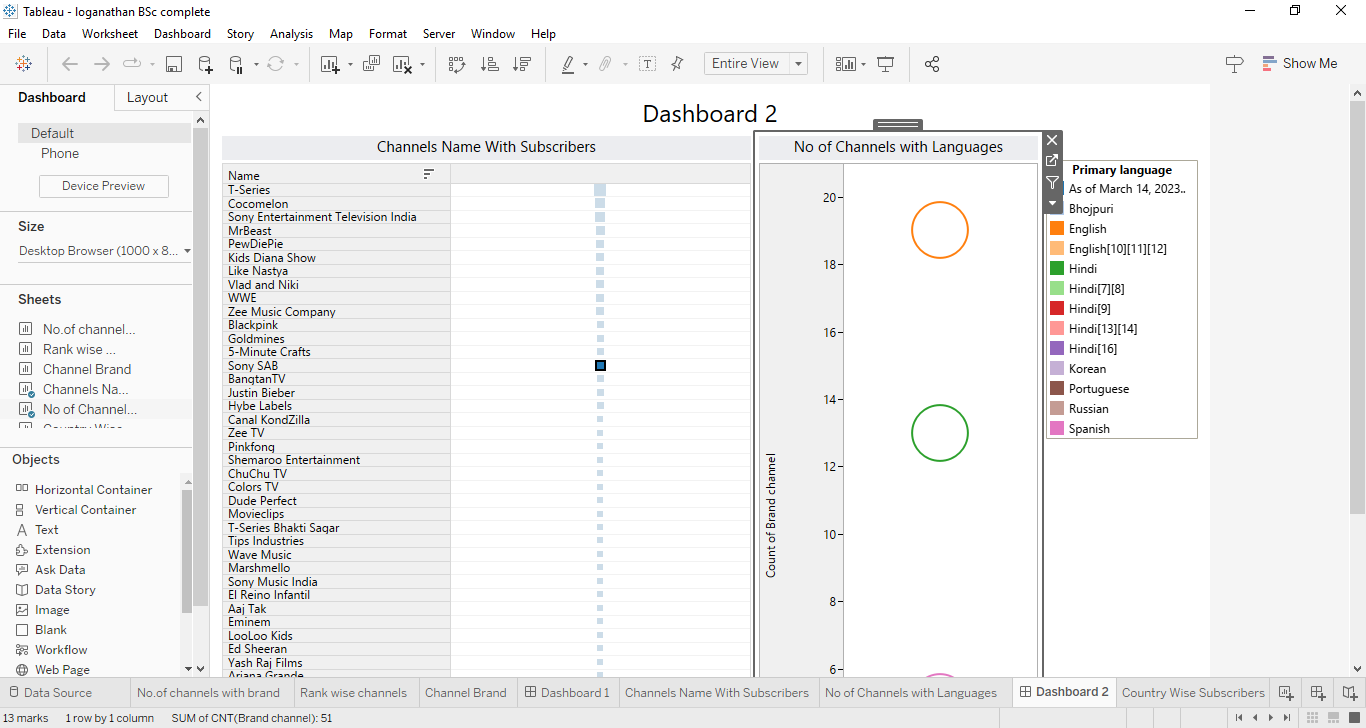 Tableau - loganathan BSc complete
File Data Worksheet Dashboard Story Analysis Map Format Server Window Help
Entire View
Show Me
Dashboard Layout
Default
Phone
Device Preview
Size
Desktop Browser (1000 x 8...
Sheets
No.of channel...
Rank wise ...
Channel Brand
Channels Na...
No of Channel...
Country Wise
Objects
Horizontal Container
Vertical Container
Text
Extension
Ask Data
Data Story
Image
Blank
Workflow
Web Page
Dashboard 2
Channels Name With Subscribers
Name
T-Series
Cocomelon
Sony Entertainment Television India
MrBeast
PewDiePie
Kids Diana Show
Like Nastya
Vlad and Niki
WWE
Zee Music Company
Blackpink
Goldmines
5-Minute Crafts
Sony SAB
BangtanTV
Justin Bieber
Hybe Labels
Canal KondZilla
Zee TV
Pinkfong
Shemaroo Entertainment
ChuChu TV
Colors TV
Dude Perfect
Movieclips
T-Series Bhakti Sagar
Tips Industries
Wave Music
Marshmello
Sony Music India
El Reino Infantil
Aaj Tak
Eminem
LooLoo Kids
Ed Sheeran
Yash Raj Films
Ariana Grande
No of Channels with Languages
20
18
16
14
12
10
8
6
Count of Brand channel
Primary language
As of March 14, 2023..
Bhojpuri
English
English[10][11][12]
Hindi
Hindi[7][8]
Hindi[9]
Hindi[13][14]
Hindi[16]
Korean
Portuguese
Russian
Spanish
Data Source No.of channels with brand Rank wise channels Channel Brand Dashboard 1 Channels Name With Subscribers No of Channels with Languages Dashboard 2 Country Wise Subscribers
13 marks 1 row by 1 column SUM of CNT(Brand channel): 51